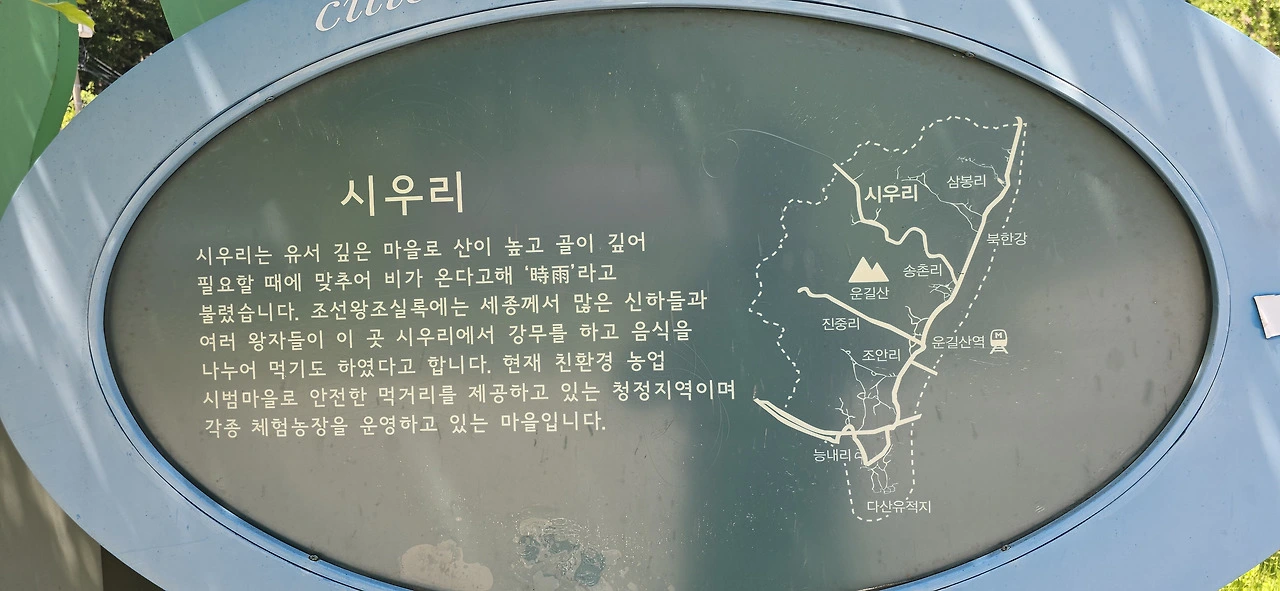 시우리
시우리는 유서 깊은 마을로 산이 높고 골이 깊어
필요할 때에 맞추어 비가 온다고해 ‘時雨’라고
불렸습니다. 조선왕조실록에는 세종께서 많은 신하들과
여러 왕자들이 이 곳 시우리에서 강무를 하고 음식을
나누어 먹기도 하였다고 합니다. 현재 친환경 농업
시범마을로 안전한 먹거리를 제공하고 있는 청정지역이며
각종 체험농장을 운영하고 있는 마을입니다.
삼봉리
시우리
북한강
송촌리
운길산
진중리
운길산역
M
조안리
능내리
다산유적지